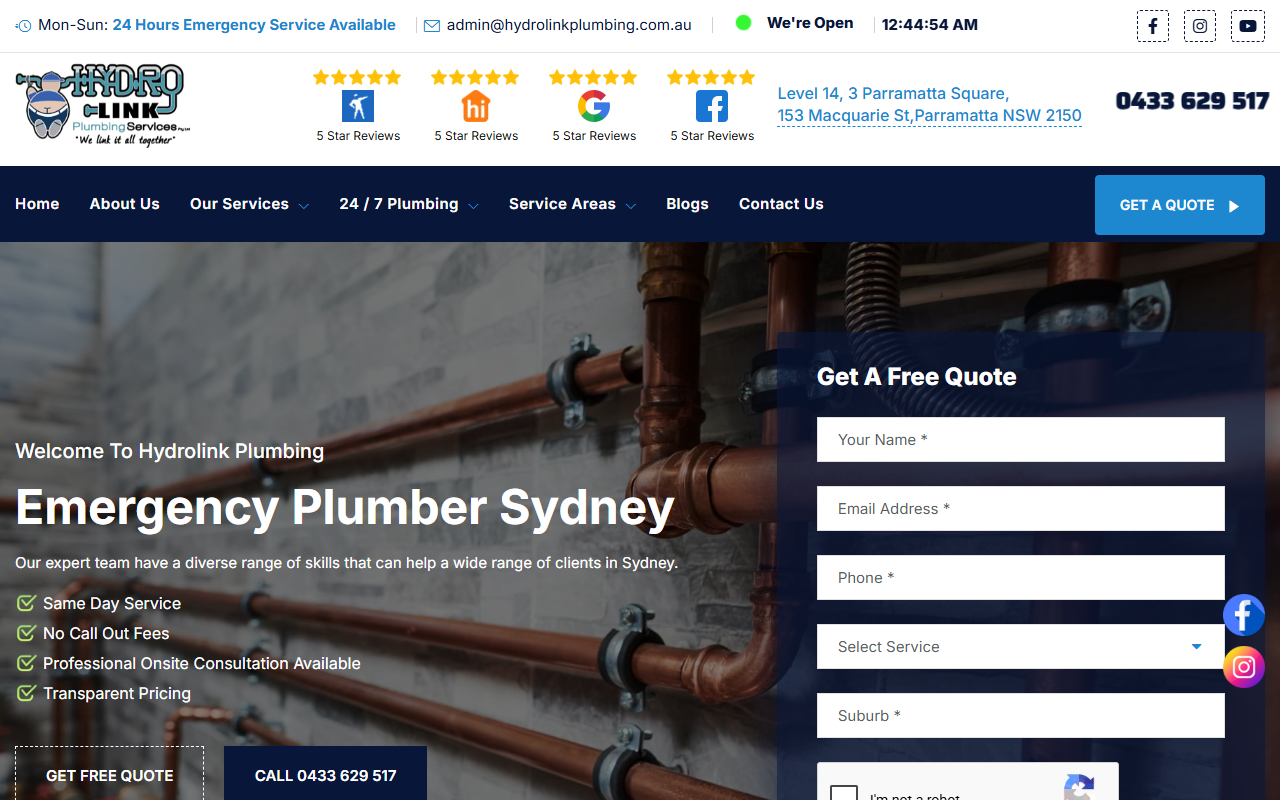 Mon-Sun: 24 Hours Emergency Service Available
admin@hydrolinkplumbing.com.au
We're Open
12:44:54 AM
HYDRO
LINK
Plumbing Services
"We link it all together"
5 Star Reviews
hi
5 Star Reviews
5 Star Reviews
5 Star Reviews
Level 14, 3 Parramatta Square,
153 Macquarie St,Parramatta NSW 2150
0433 629 517
Home
About Us
Our Services
24 / 7 Plumbing
Service Areas
Blogs
Contact Us
GET A QUOTE
Welcome To Hydrolink Plumbing
Emergency Plumber Sydney
Our expert team have a diverse range of skills that can help a wide range of clients in Sydney.
Same Day Service
No Call Out Fees
Professional Onsite Consultation Available
Transparent Pricing
GET FREE QUOTE
CALL 0433 629 517
Get A Free Quote
Your Name *
Email Address *
Phone *
Select Service
Suburb *
I'm not a robot